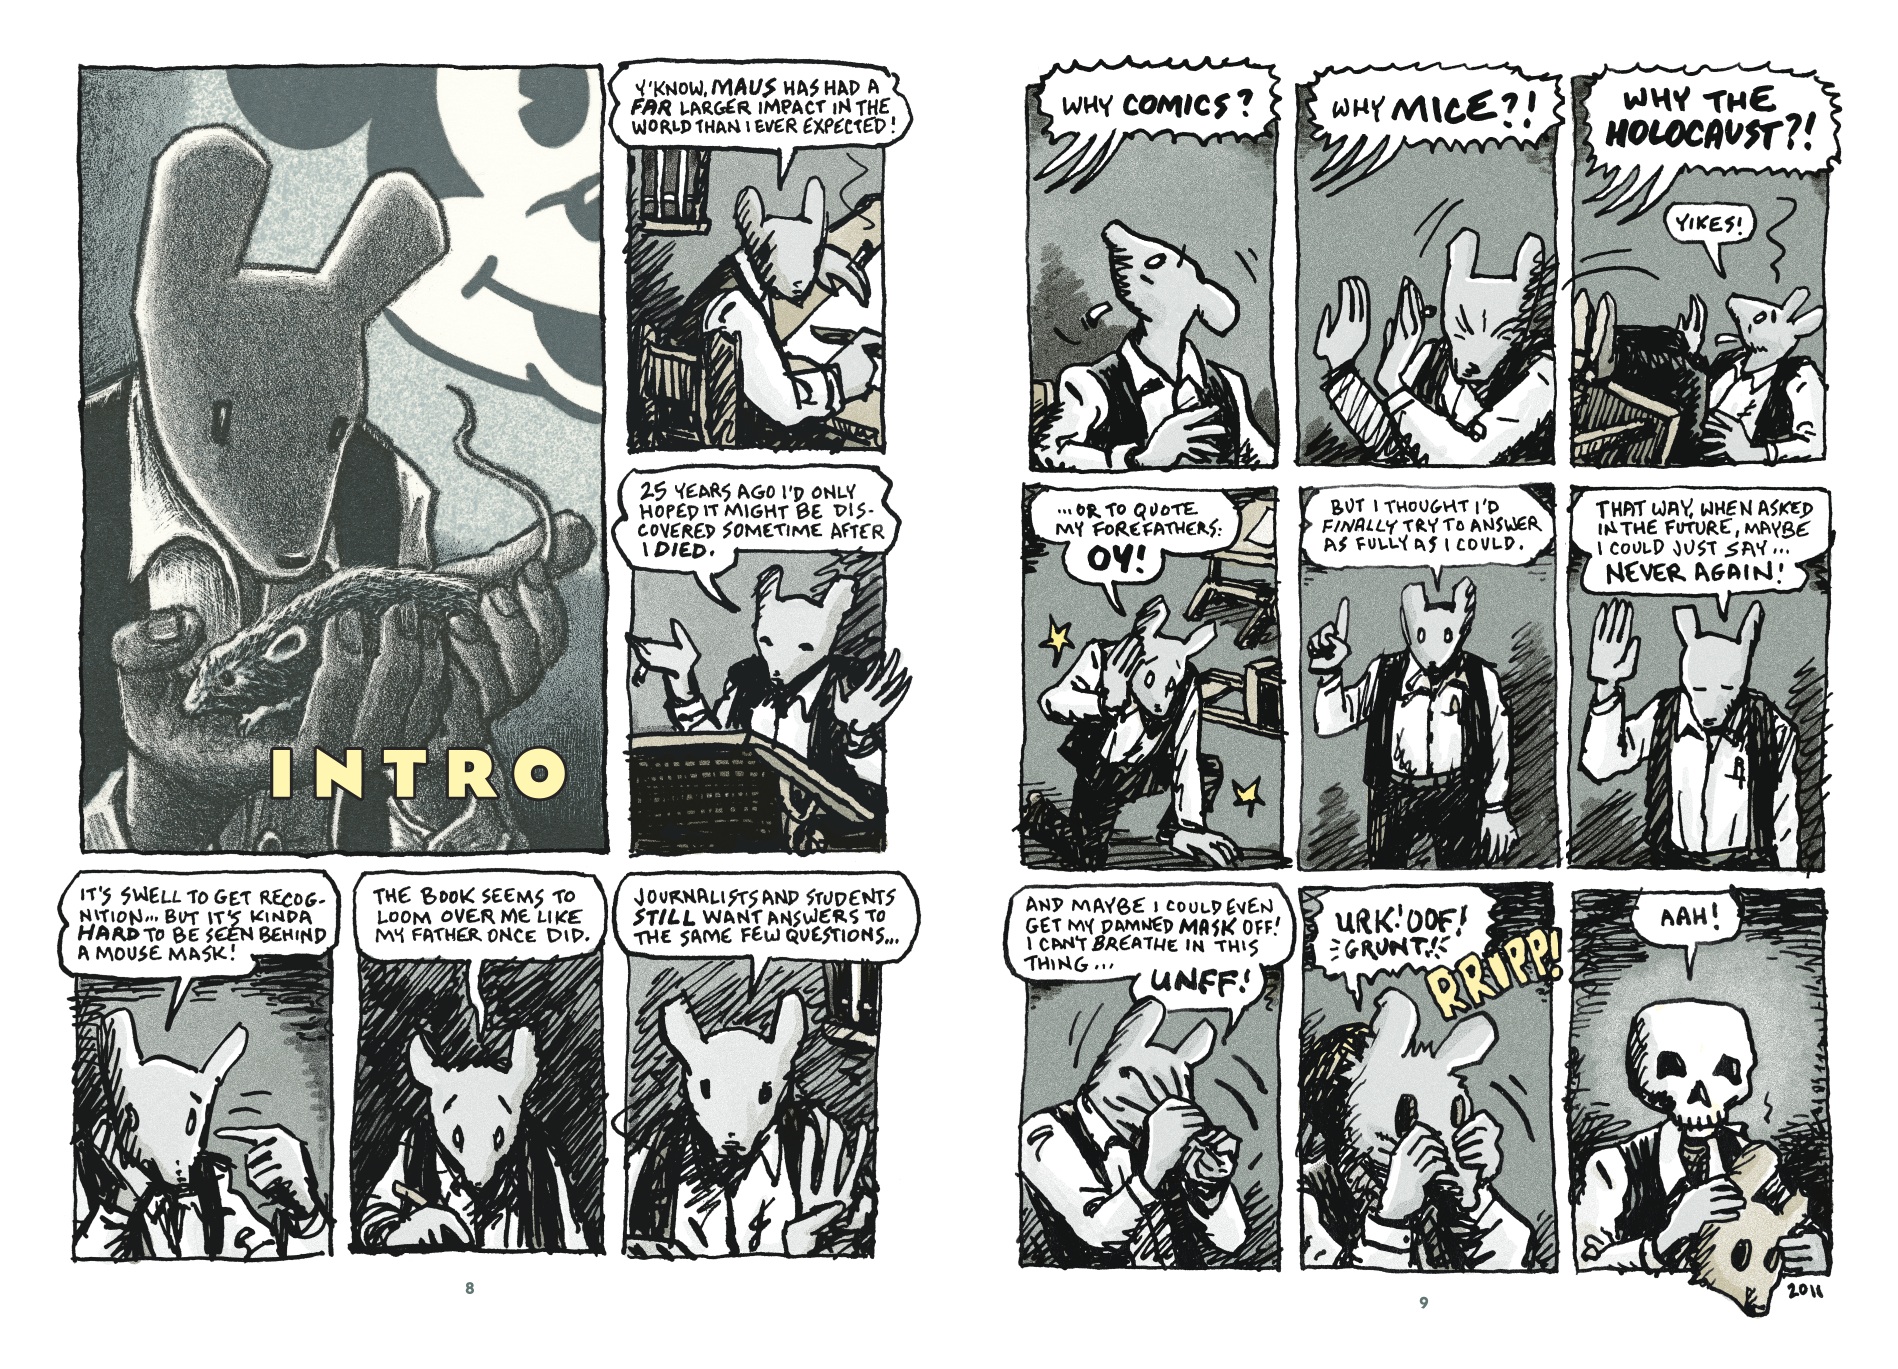 INTRO
Y'KNOW, MAUS HAS HAD A
FAR LARGER IMPACT IN THE
WORLD THAN I EVER EXPECTED!
25 YEARS AGO I'D ONLY
HOPED IT MIGHT BE DIS-
COVERED SOMETIME AFTER
I DIED.
IT'S SWELL TO GET RECOG-
NITION... BUT IT'S KINDA
HARD TO BE SEEN BEHIND
A MOUSE MASK!
THE BOOK SEEMS TO
LOOM OVER ME LIKE
MY FATHER ONCE DID.
JOURNALISTS AND STUDENTS
STILL WANT ANSWERS TO
THE SAME FEW QUESTIONS...
8
WHY COMICS?
WHY MICE?!
WHY THE
HOLOCAUST?!
YIKES!
...OR TO QUOTE
MY FOREFATHERS:
OY!
BUT I THOUGHT I'D
FINALLY TRY TO ANSWER
AS FULLY AS I COULD.
THAT WAY, WHEN ASKED
IN THE FUTURE, MAYBE
I COULD JUST SAY...
NEVER AGAIN!
AND MAYBE I COULD EVEN
GET MY DAMNED MASK OFF!
I CAN'T BREATHE IN THIS
THING...
UNFF!
URK! OOF!
GRUNT!
RRIPP!
AAH!
2011
9